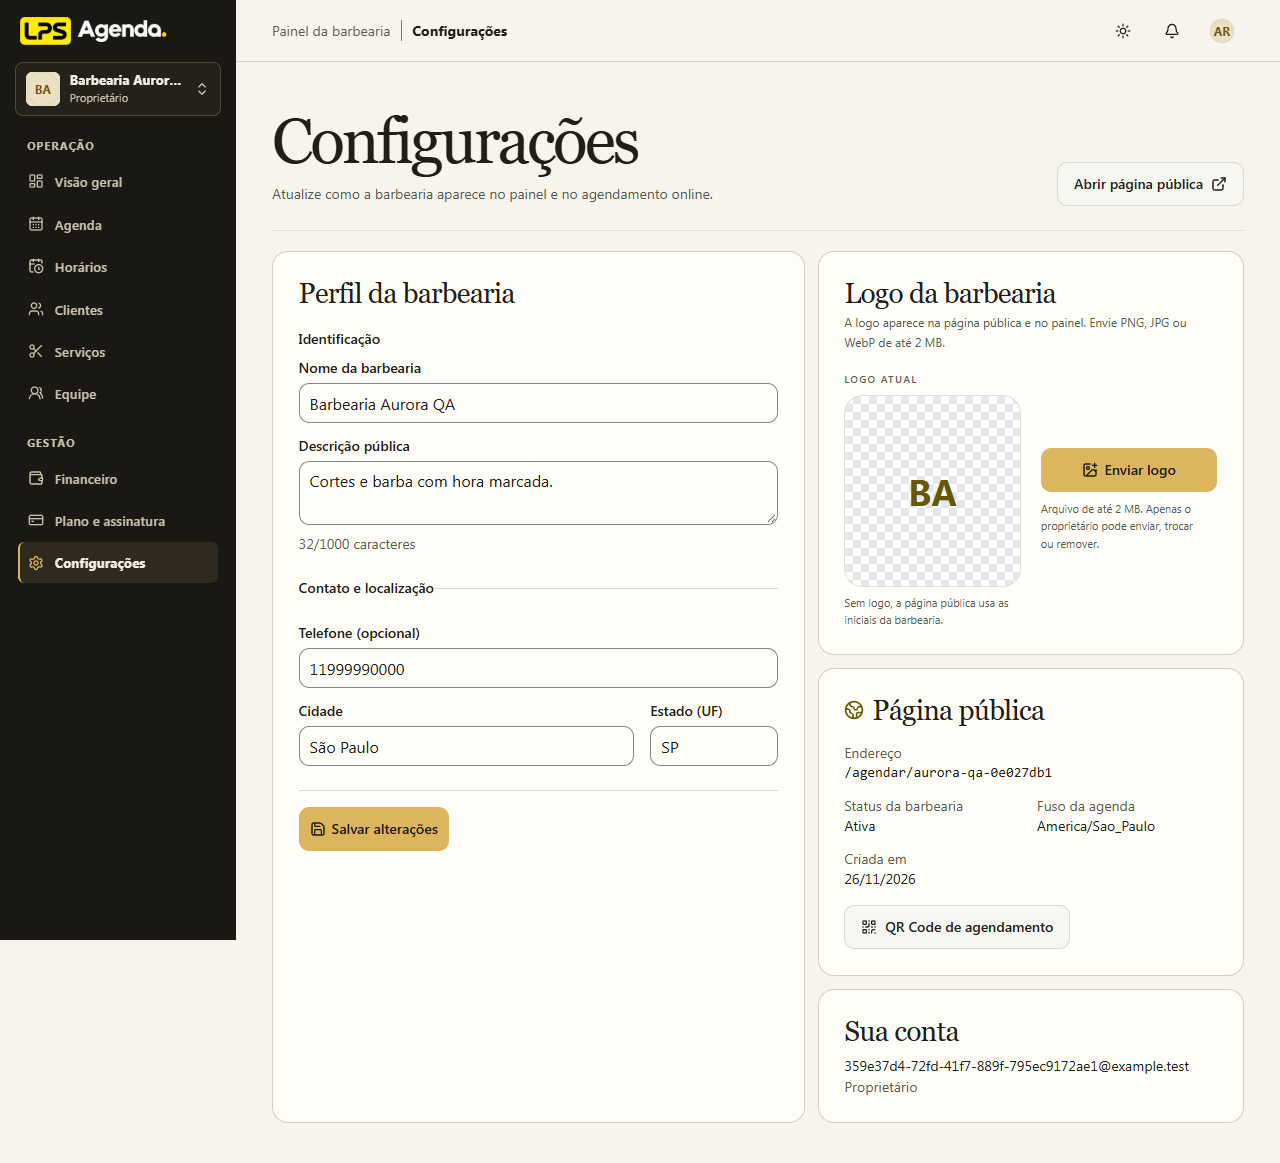 LPS Agenda.
BA
Barbearia Auror...
Proprietário
OPERAÇÃO
Visão geral
Agenda
Horários
Clientes
Serviços
Equipe
GESTÃO
Financeiro
Plano e assinatura
Configurações
Painel da barbearia
Configurações
AR
Configurações
Atualize como a barbearia aparece no painel e no agendamento online.
Abrir página pública
Perfil da barbearia
Identificação
Nome da barbearia
Barbearia Aurora QA
Descrição pública
Cortes e barba com hora marcada.
32/1000 caracteres
Contato e localização
Telefone (opcional)
11999990000
Cidade
Estado (UF)
São Paulo
SP
Salvar alterações
Logo da barbearia
A logo aparece na página pública e no painel. Envie PNG, JPG ou
WebP de até 2 MB.
LOGO ATUAL
BA
Enviar logo
Arquivo de até 2 MB. Apenas o
proprietário pode enviar, trocar
ou remover.
Sem logo, a página pública usa as
iniciais da barbearia.
Página pública
Endereço
/agendar/aurora-qa-0e027db1
Status da barbearia
Ativa
Fuso da agenda
America/Sao_Paulo
Criada em
26/11/2026
QR Code de agendamento
Sua conta
359e37d4-72fd-41f7-889f-795ec9172ae1@example.test
Proprietário